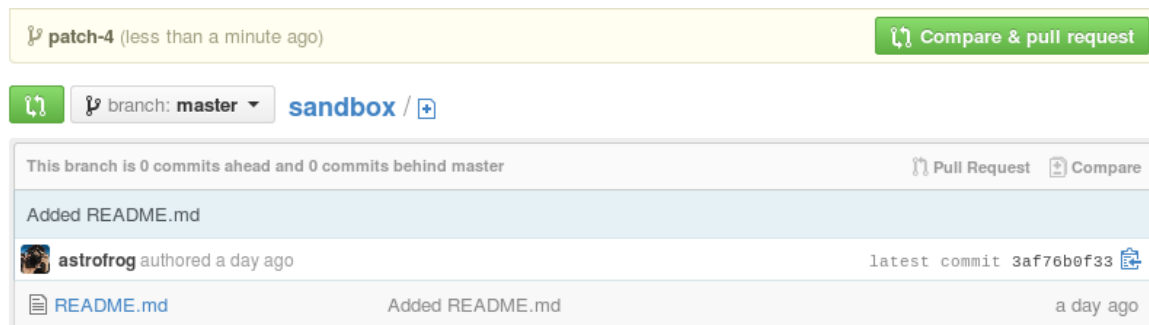 patch-4 (less than a minute ago) Compare & pull request
branch: master sandbox /
This branch is 0 commits ahead and 0 commits behind master Pull Request Compare
Added README.md
astrofrog authored a day ago latest commit 3af76b0f33
README.md Added README.md a day ago